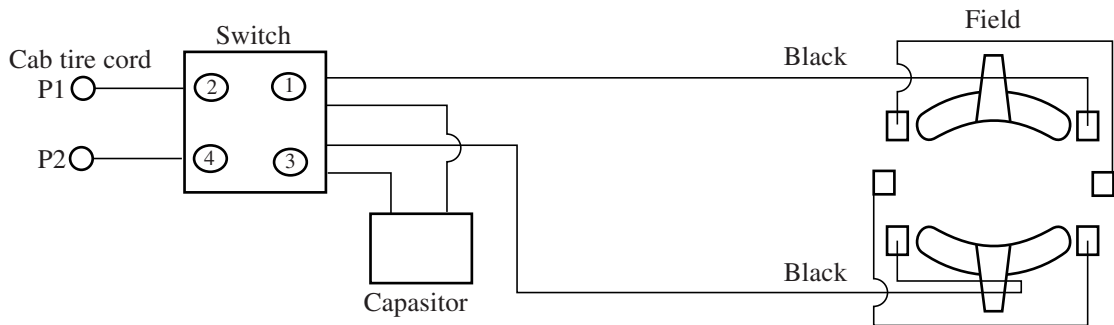 Field
Switch
Black
Cab tire cord
P1
2
1
P2
4
3
Black
Capasitor